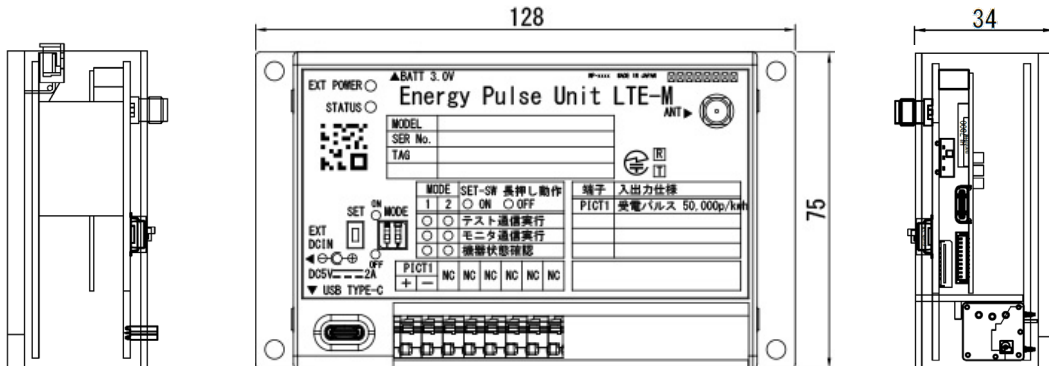 128
34
75
▲BATT 3.0V
MADE IN JAPAN
EXT POWER
Energy Pulse Unit LTE-M
STATUS
ANT▶
MODEL
SER No.
TAG
R
T
MODE SET-SW 長押し動作
1 2 ○ ON ○ OFF
○ ○ テスト通信実行
○ ○ モニタ通信実行
○ ○ 機器状態確認
端子 入出力仕様
PICT1 受電パルス 50,000p/kwh
SET ON MODE
OFF
EXT
DCIN
DC5V 2A
▼ USB TYPE-C
PICT1 NC NC NC NC NC NC
+ −